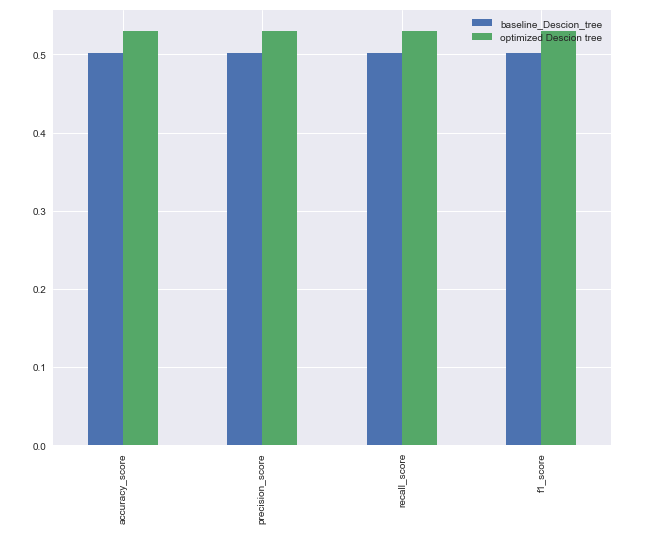 baseline_Descion_tree
optimized Descion tree
0.5
0.4
0.3
0.2
0.1
0.0
accuracy_score
precision_score
recall_score
f1_score